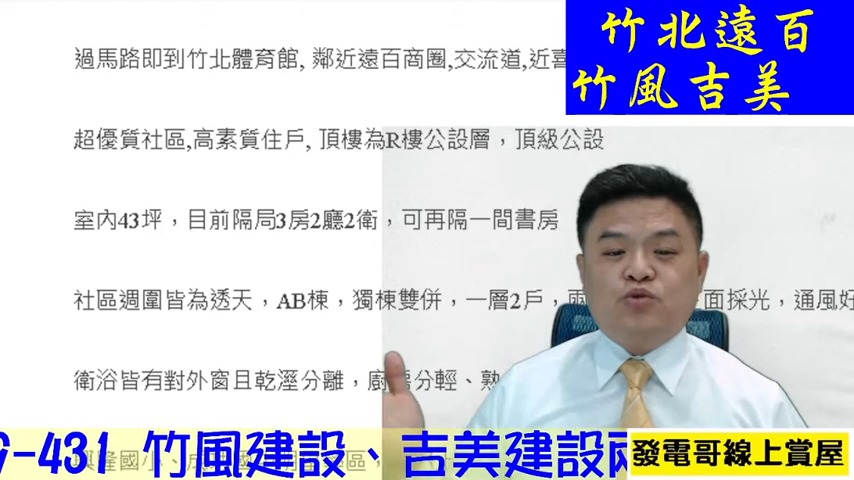 竹北遠百
竹風吉美
過馬路即到竹北體育館, 鄰近遠百商圈,交流道,近喜
超優質社區,高素質住戶, 頂樓為R樓公設層，頂級公設
室內43坪，目前隔局3房2廳2衛，可再隔一間書房
社區週圍皆為透天，AB棟，獨棟雙併，一層2戶，兩 面採光，通風好
衛浴皆有對外窗且乾溼分離，廚房分輕、熟
9-431 竹風建設、吉美建設兩
發電哥線上賞屋